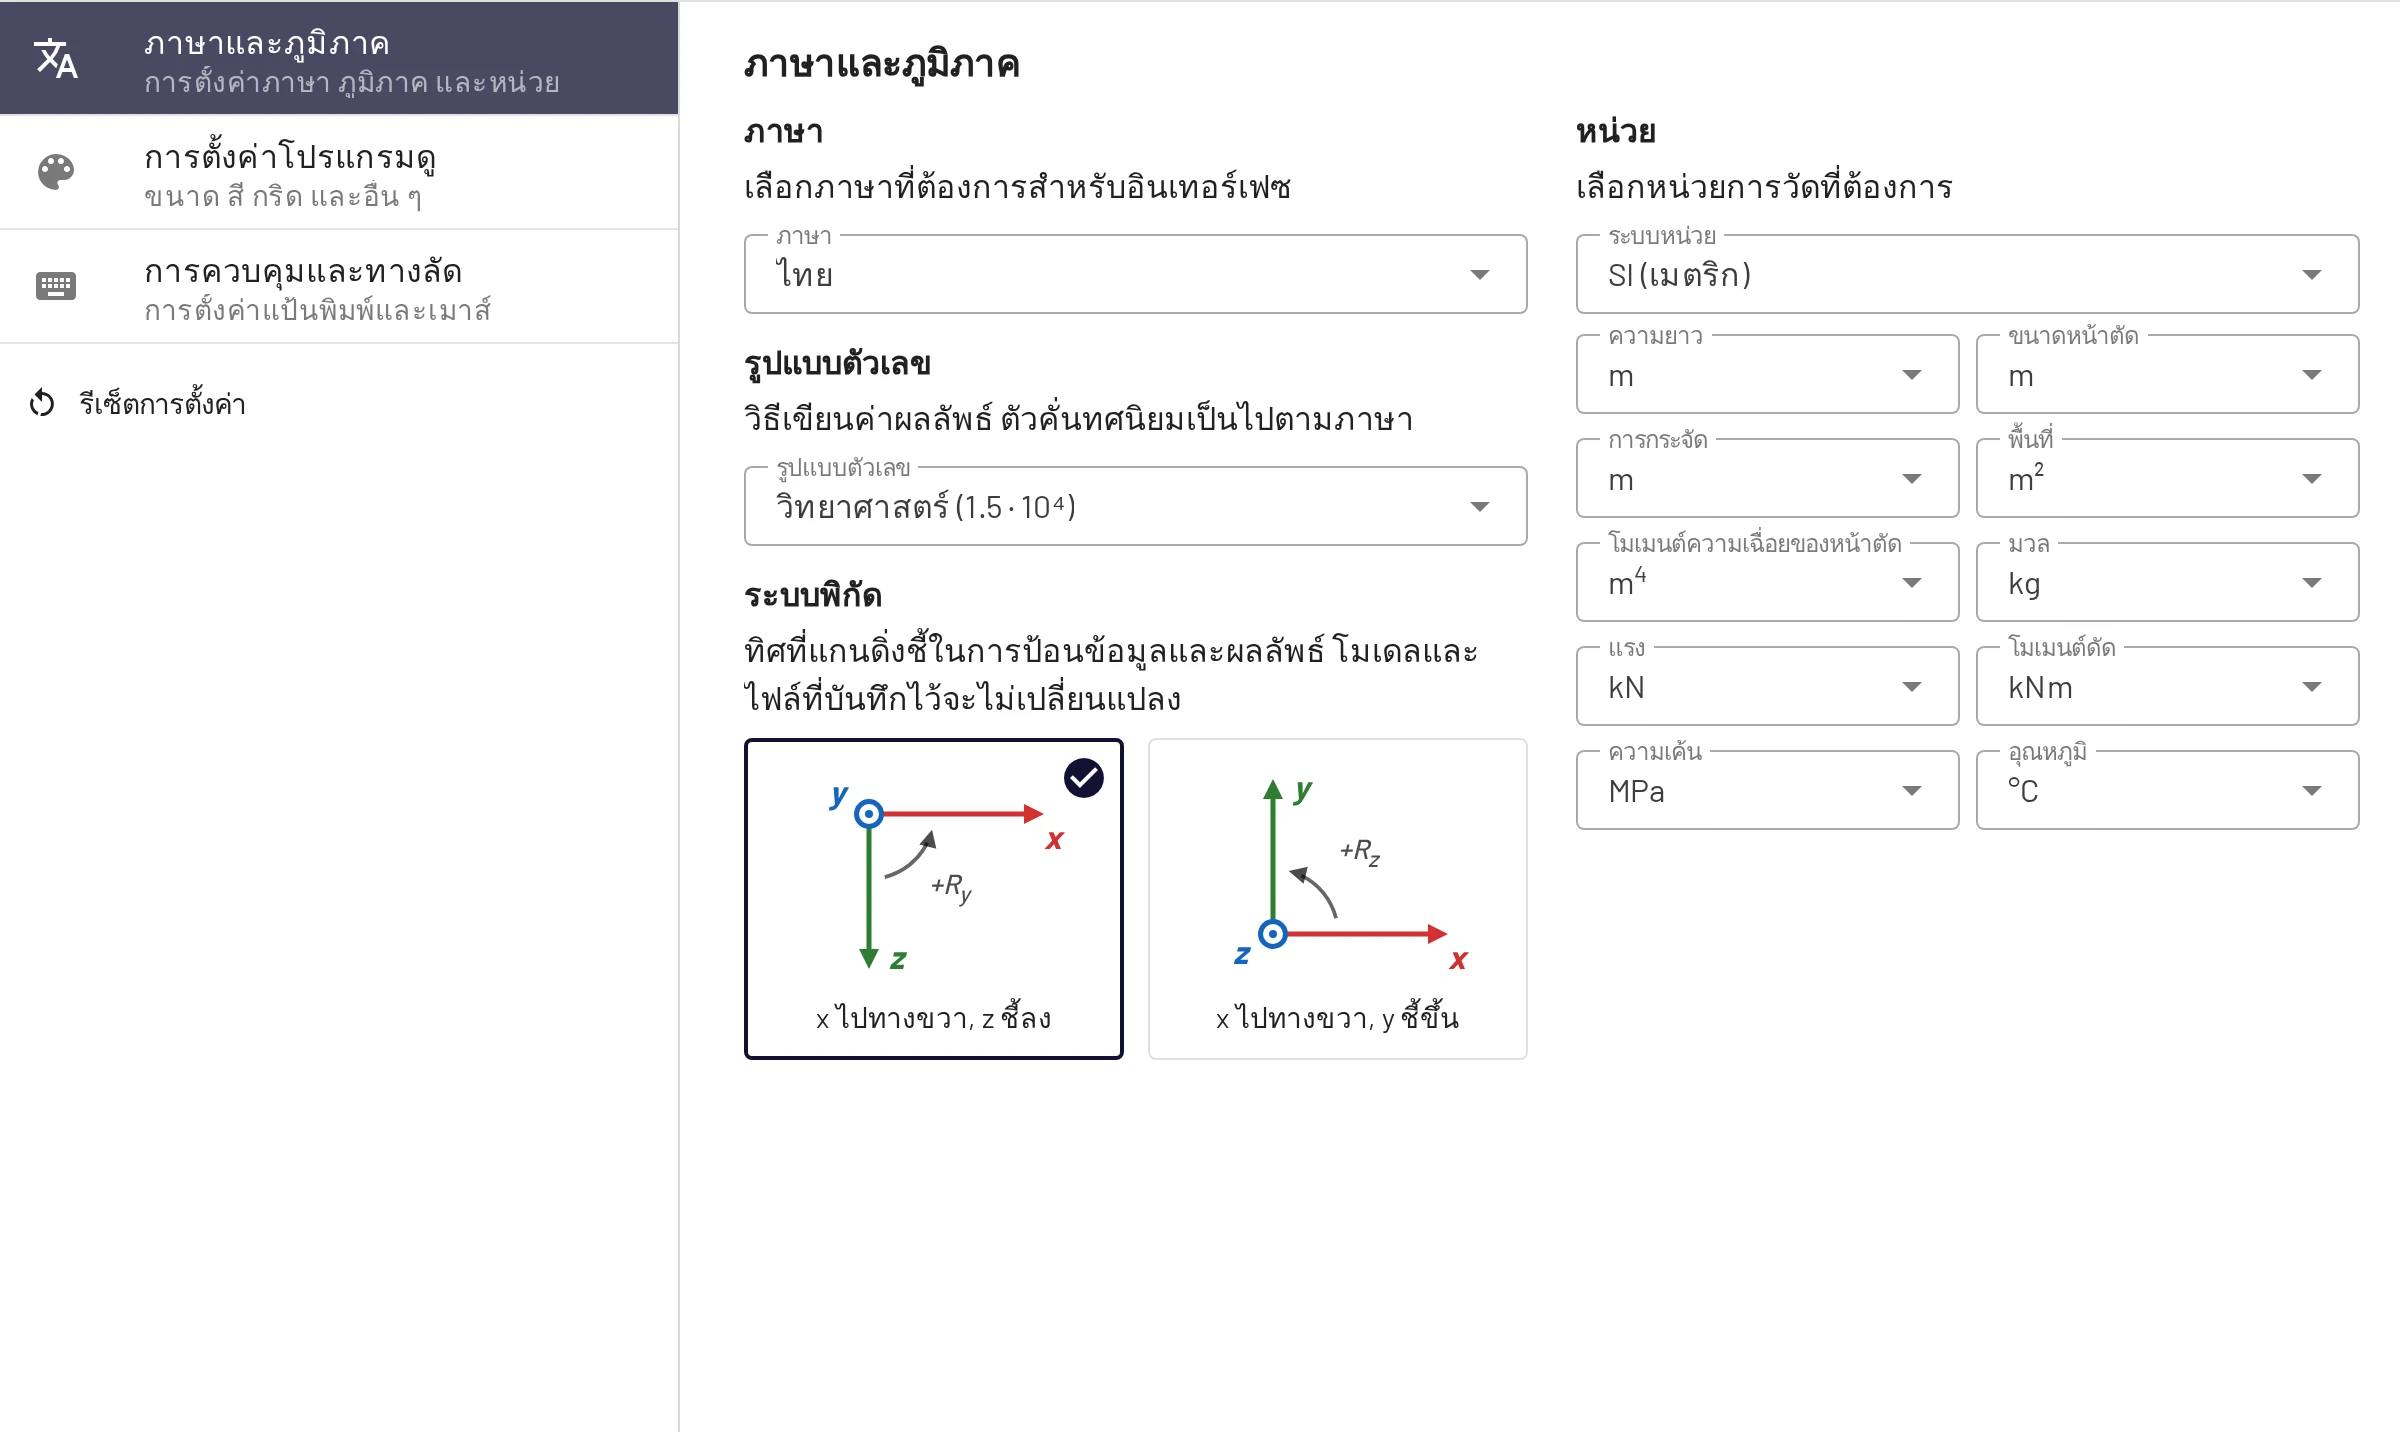 ภาษาและภูมิภาค
การตั้งค่าภาษา ภูมิภาค และหน่วย
การตั้งค่าโปรแกรมดู
ขนาด สี กริด และอื่น ๆ
การควบคุมและทางลัด
การตั้งค่าแป้นพิมพ์และเมาส์
รีเซ็ตการตั้งค่า
ภาษาและภูมิภาค
ภาษา
เลือกภาษาที่ต้องการสำหรับอินเทอร์เฟซ
ภาษา
ไทย
รูปแบบตัวเลข
วิธีเขียนค่าผลลัพธ์ ตัวคั่นทศนิยมเป็นไปตามภาษา
รูปแบบตัวเลข
วิทยาศาสตร์ (1.5 · 10⁴)
ระบบพิกัด
ทิศที่แกนดิ่งชี้ในการป้อนข้อมูลและผลลัพธ์ โมเดลและ
ไฟล์ที่บันทึกไว้จะไม่เปลี่ยนแปลง
y
x
+Ry
z
x ไปทางขวา, z ชี้ลง
y
+Rz
z
x
x ไปทางขวา, y ชี้ขึ้น
หน่วย
เลือกหน่วยการวัดที่ต้องการ
ระบบหน่วย
SI (เมตริก)
ความยาว
m
ขนาดหน้าตัด
m
การกระจัด
m
พื้นที่
m²
โมเมนต์ความเฉื่อยของหน้าตัด
m⁴
มวล
kg
แรง
kN
โมเมนต์ดัด
kNm
ความเค้น
MPa
อุณหภูมิ
°C